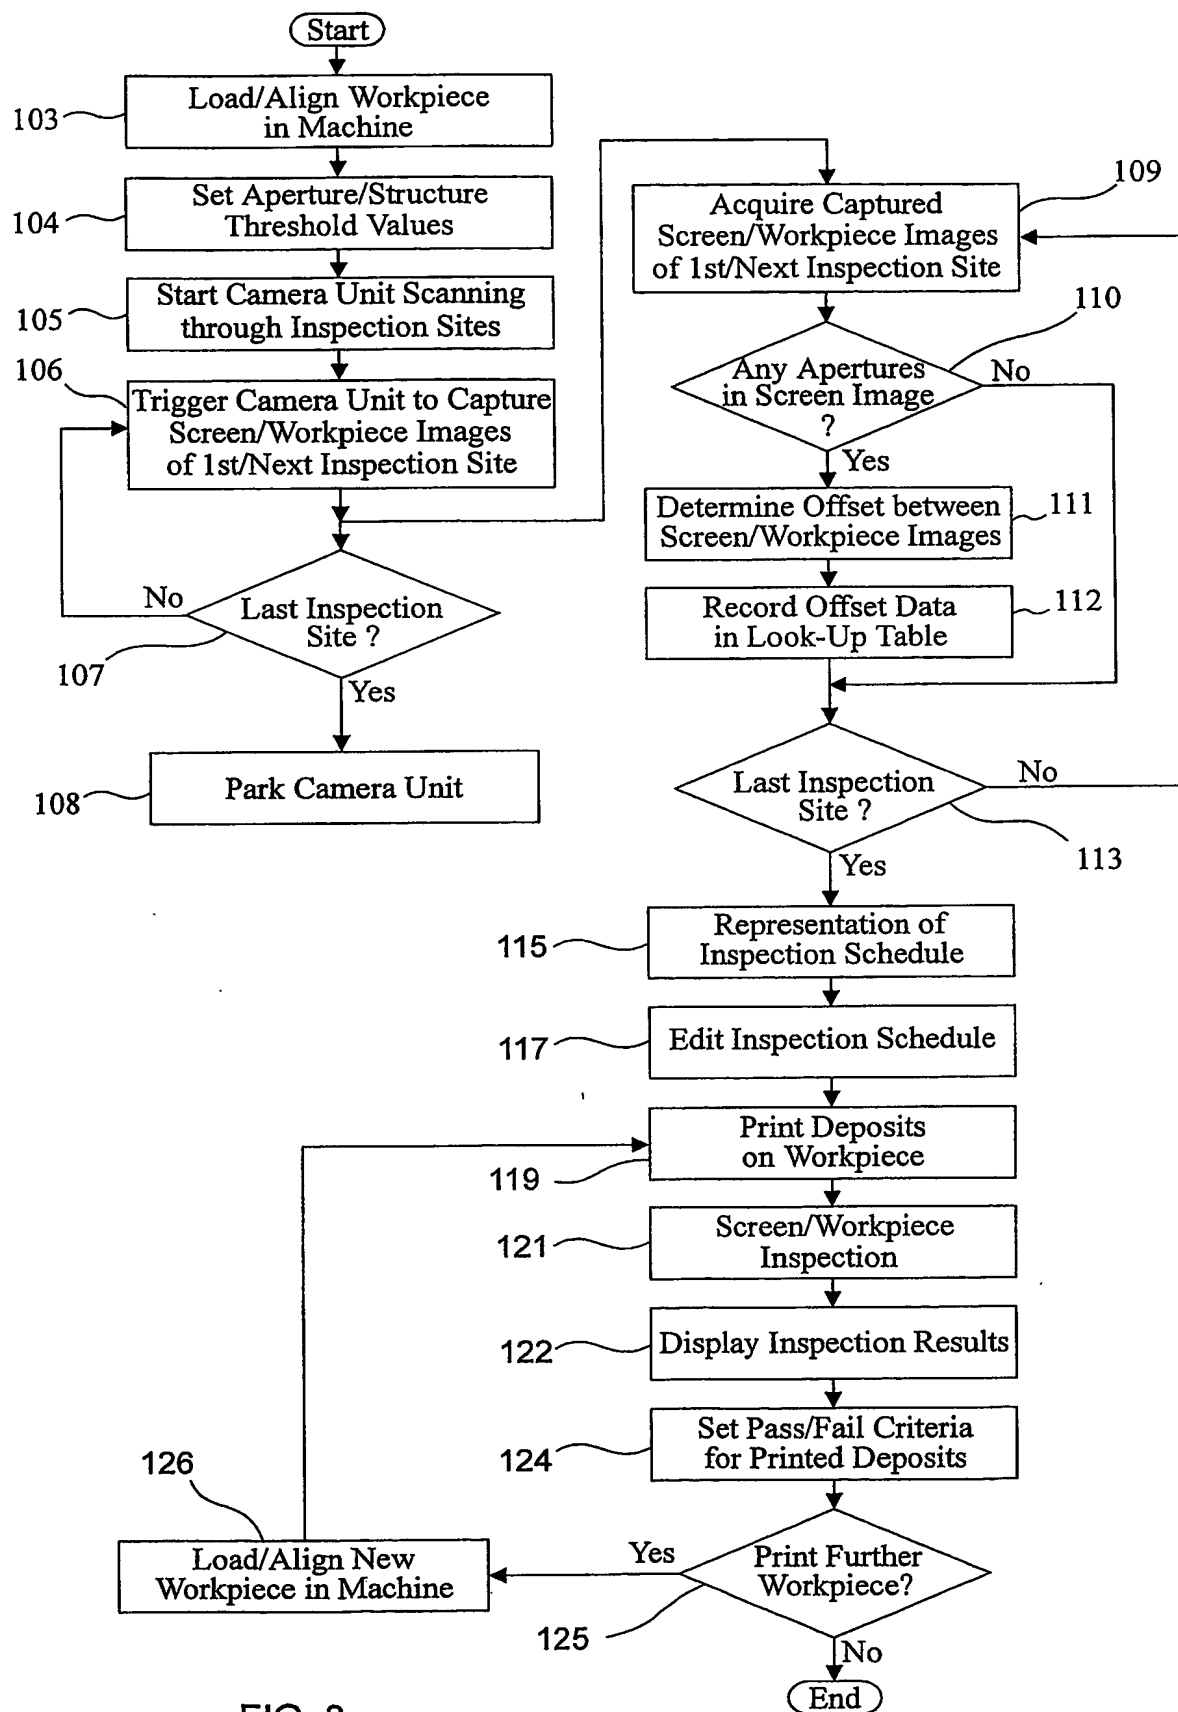 Start
103
Load/Align Workpiece
in Machine
104
Set Aperture/Structure
Threshold Values
105
Start Camera Unit Scanning
through Inspection Sites
106
Trigger Camera Unit to Capture
Screen/Workpiece Images
of 1st/Next Inspection Site
No
Last Inspection
Site ?
107
Yes
108
Park Camera Unit
109
Acquire Captured
Screen/Workpiece Images
of 1st/Next Inspection Site
110
Any Apertures
in Screen Image
?
No
Yes
Determine Offset between
Screen/Workpiece Images
111
Record Offset Data
in Look-Up Table
112
Last Inspection
Site ?
No
113
Yes
115
Representation of
Inspection Schedule
117
Edit Inspection Schedule
119
Print Deposits
on Workpiece
121
Screen/Workpiece
Inspection
122
Display Inspection Results
124
Set Pass/Fail Criteria
for Printed Deposits
126
Load/Align New
Workpiece in Machine
Yes
Print Further
Workpiece?
125
No
End